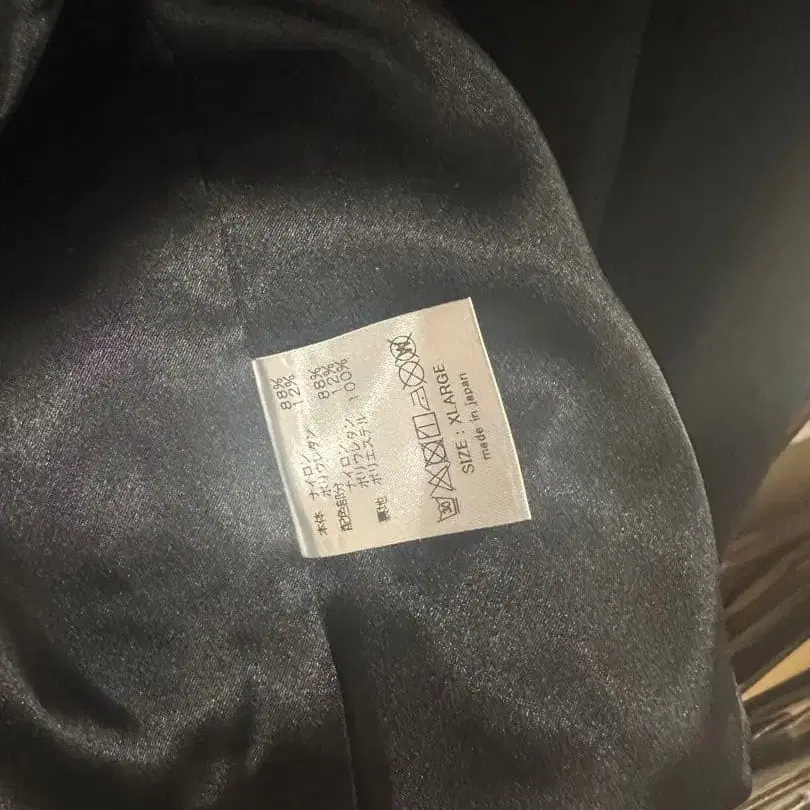 本体 ナイロン 88%
ポリウレタン 12%
配色部分
ナイロン 88%
ポリウレタン 12%
裏地 ポリエステル 100%
30
W
SIZE : XLARGE
made in japan